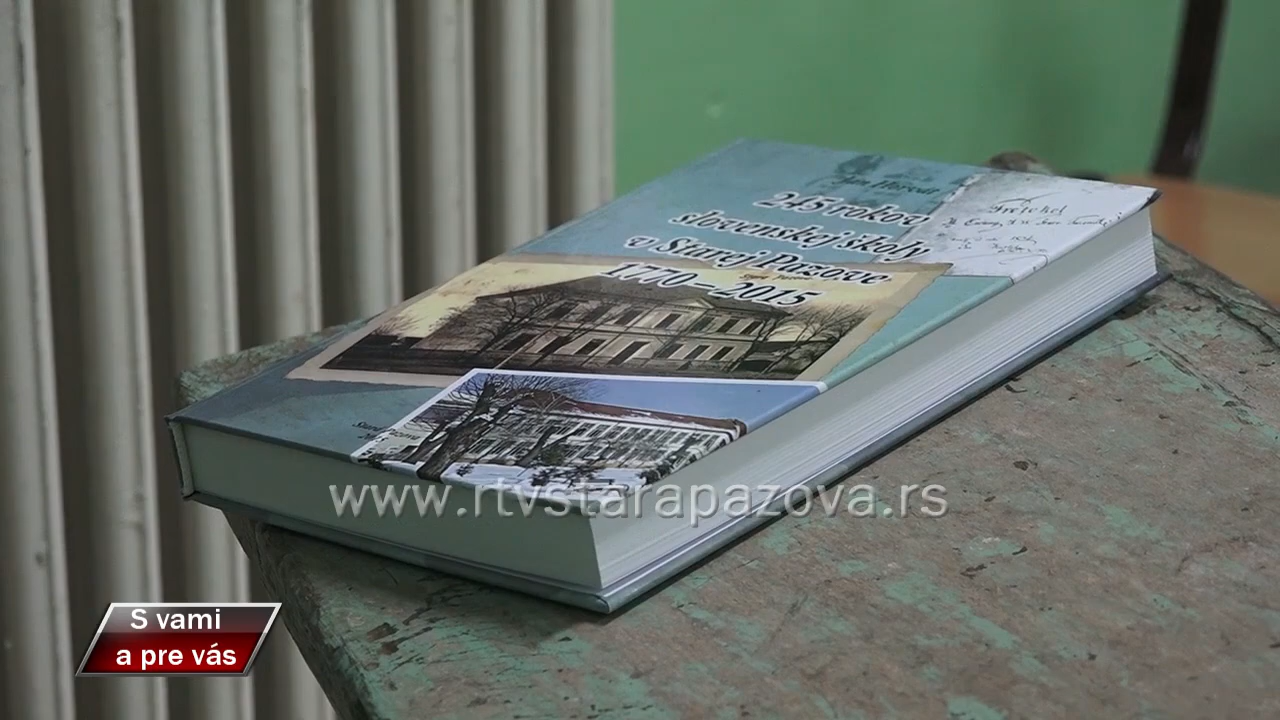 245 rokov
slovenskej školy
v Starej Pazove
1770–2015
www.rtvstarapazova.rs
S vami
a pre vás